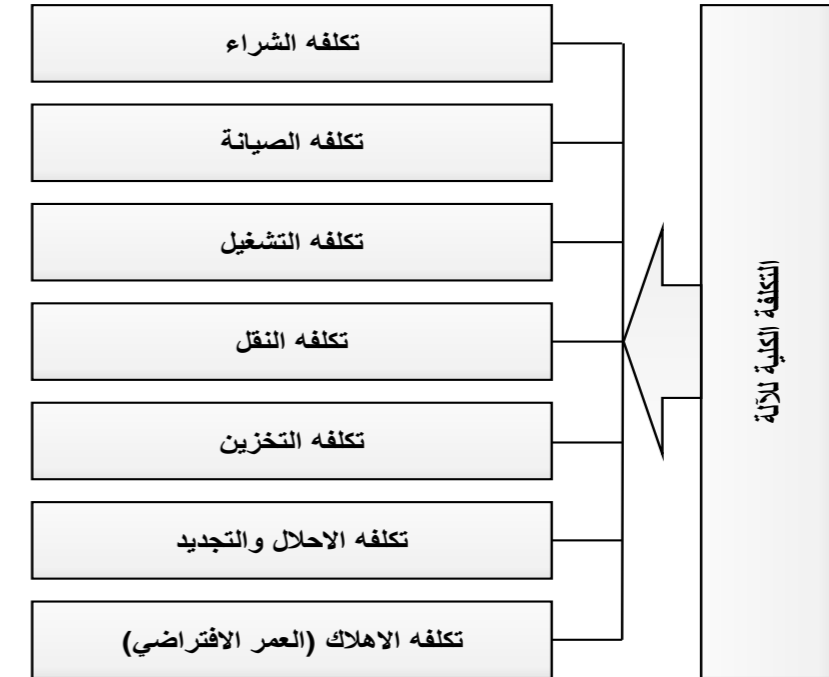 التكلفة الكلية للآلة
تكلفه الشراء
تكلفه الصيانة
تكلفه التشغيل
تكلفه النقل
تكلفه التخزين
تكلفه الاحلال والتجديد
تكلفه الاهلاك (العمر الافتراضي)